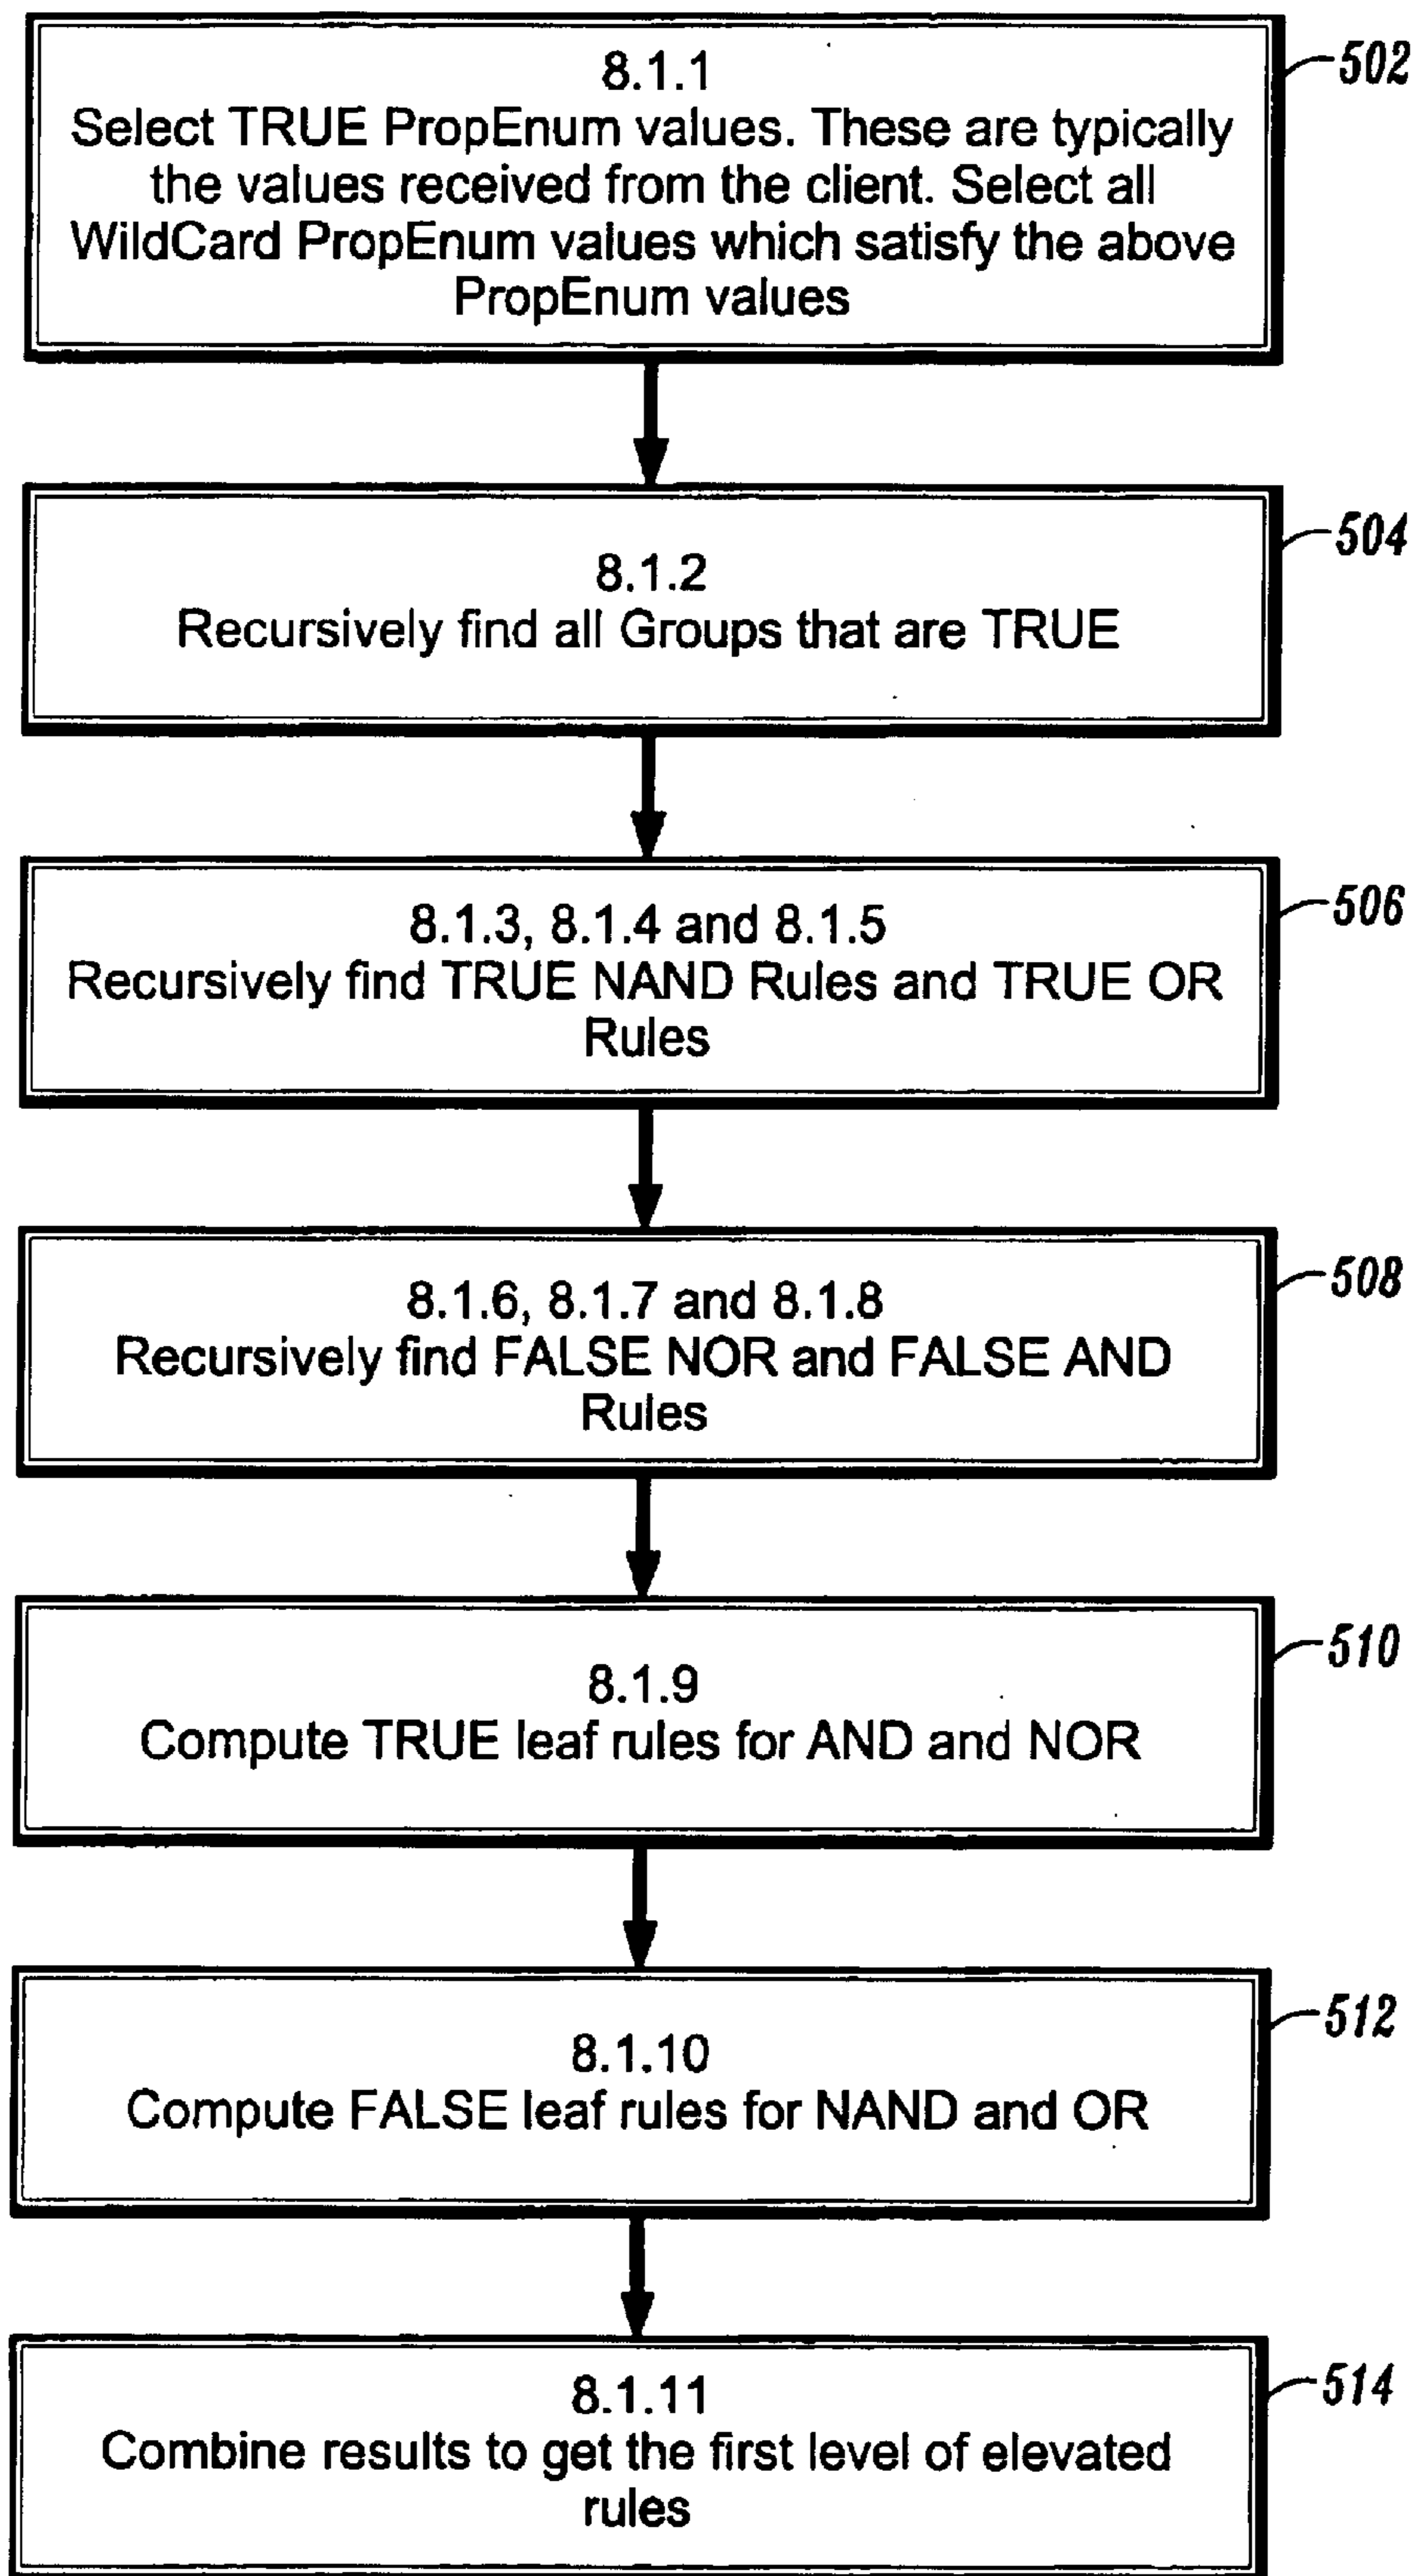 8.1.1
Select TRUE PropEnum values. These are typically
the values received from the client. Select all
WildCard PropEnum values which satisfy the above
PropEnum values
502
8.1.2
Recursively find all Groups that are TRUE
504
8.1.3, 8.1.4 and 8.1.5
Recursively find TRUE NAND Rules and TRUE OR
Rules
506
8.1.6, 8.1.7 and 8.1.8
Recursively find FALSE NOR and FALSE AND
Rules
508
8.1.9
Compute TRUE leaf rules for AND and NOR
510
8.1.10
Compute FALSE leaf rules for NAND and OR
512
8.1.11
Combine results to get the first level of elevated
rules
514